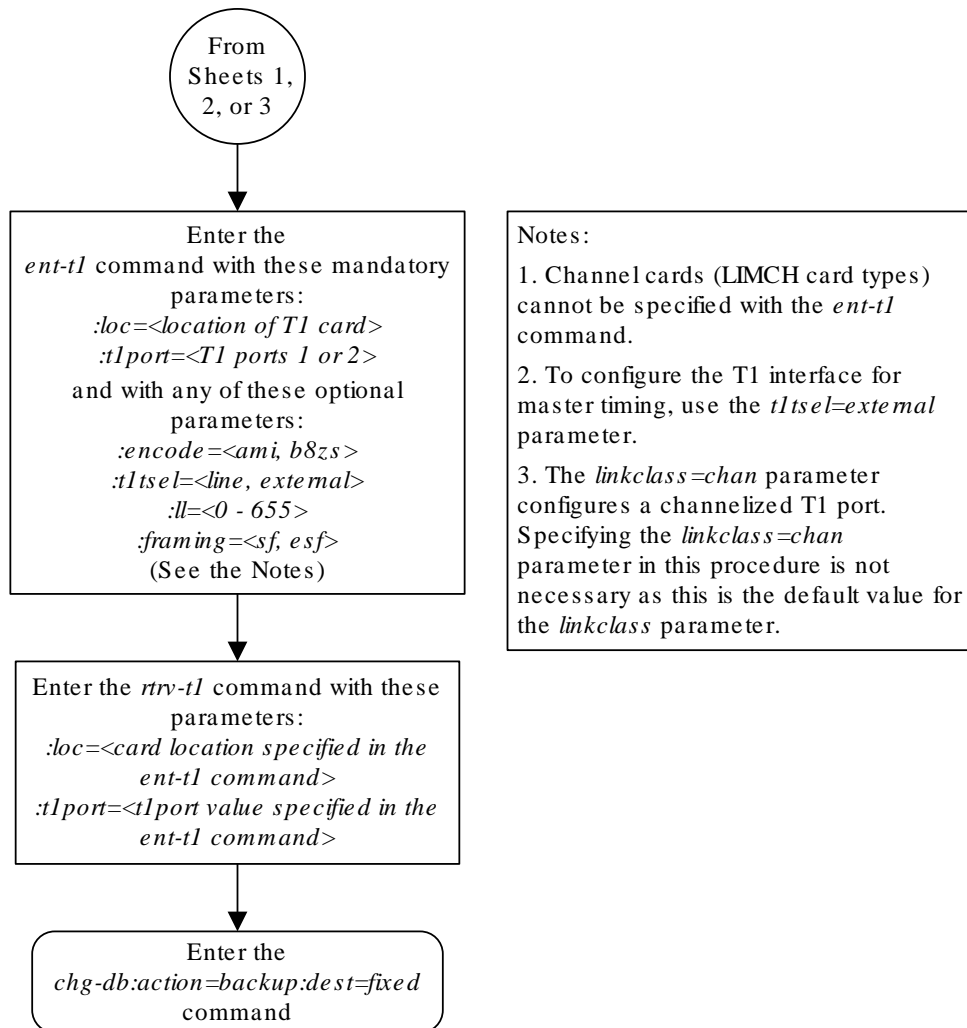 From
Sheets 1,
2, or 3
Enter the
ent-t1 command with these mandatory
parameters:
:loc=<location of T1 card>
:t1port=<T1 ports 1 or 2>
and with any of these optional
parameters:
:encode=<ami, b8zs>
:t1tsel=<line, external>
:ll=<0 - 655>
:framing=<sf, esf>
(See the Notes)
Notes:
1. Channel cards (LIMCH card types)
cannot be specified with the ent-t1
command.
2. To configure the T1 interface for
master timing, use the t1tsel=external
parameter.
3. The linkclass=chan parameter
configures a channelized T1 port.
Specifying the linkclass=chan
parameter in this procedure is not
necessary as this is the default value for
the linkclass parameter.
Enter the rtrv-t1 command with these
parameters:
:loc=<card location specified in the
ent-t1 command>
:t1port=<t1port value specified in the
ent-t1 command>
Enter the
chg-db:action=backup:dest=fixed
command